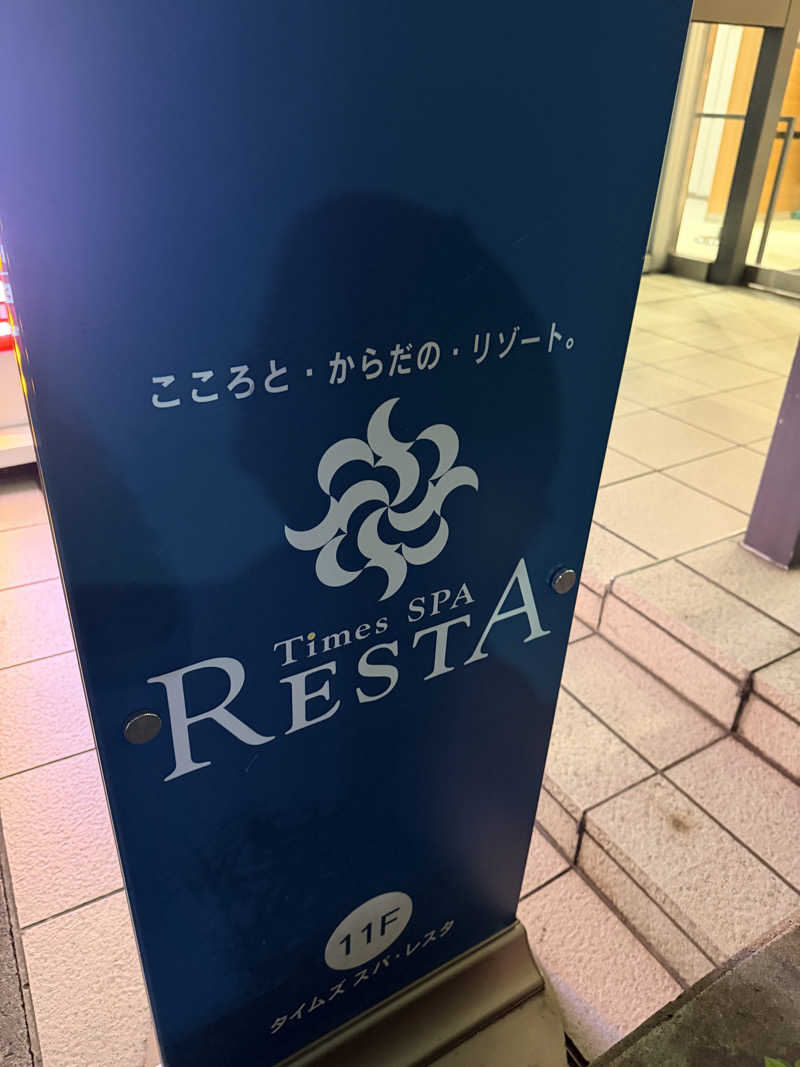 こころと・からだの・リゾート。
Times SPA
RESTA
11F
タイムズ スパ・レスタ